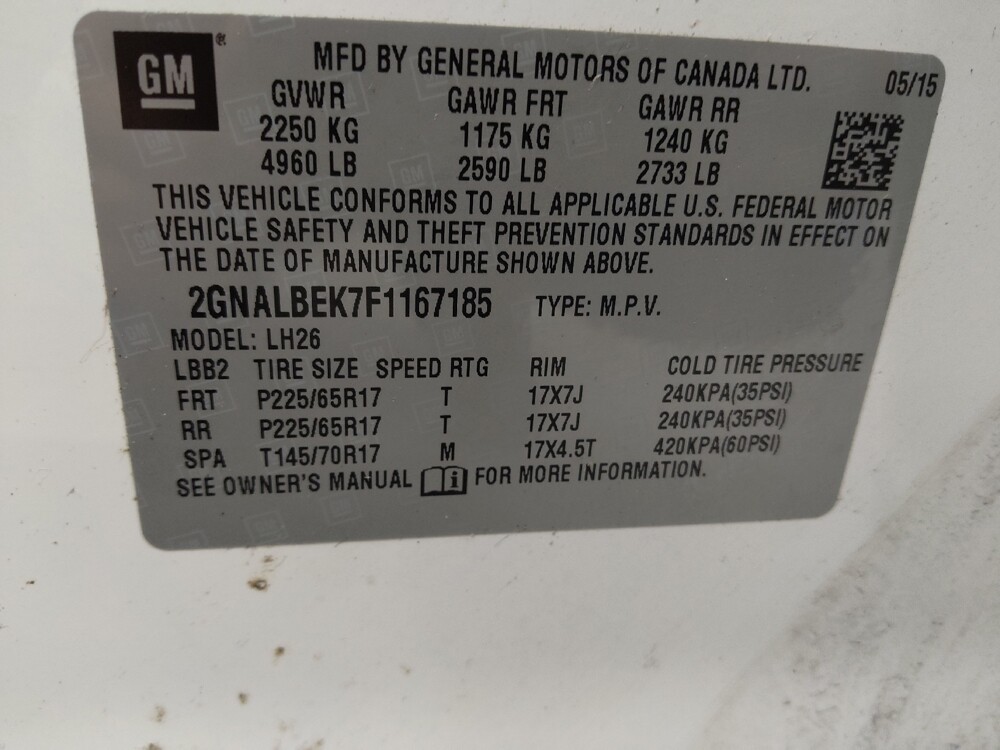 GM ®
MFD BY GENERAL MOTORS OF CANADA LTD. 05/15
GVWR GAWR FRT GAWR RR
2250 KG 1175 KG 1240 KG
4960 LB 2590 LB 2733 LB
THIS VEHICLE CONFORMS TO ALL APPLICABLE U.S. FEDERAL MOTOR
VEHICLE SAFETY AND THEFT PREVENTION STANDARDS IN EFFECT ON
THE DATE OF MANUFACTURE SHOWN ABOVE.
2GNALBEK7F1167185 TYPE: M.P.V.
MODEL: LH26
LBB2 TIRE SIZE SPEED RTG RIM COLD TIRE PRESSURE
FRT P225/65R17 T 17X7J 240KPA(35PSI)
RR P225/65R17 T 17X7J 240KPA(35PSI)
SPA T145/70R17 M 17X4.5T 420KPA(60PSI)
SEE OWNER'S MANUAL i FOR MORE INFORMATION.